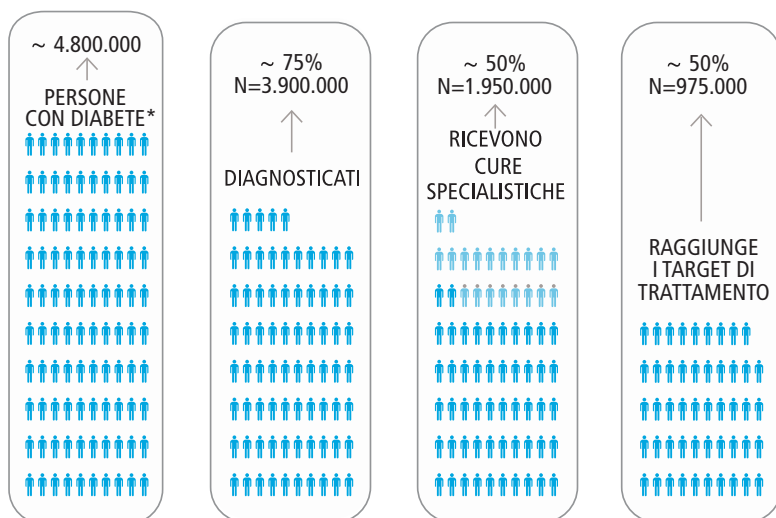 ~ 4.800.000
PERSONE
CON DIABETE*
~ 75%
N=3.900.000
DIAGNOSTICATI
~ 50%
N=1.950.000
RICEVONO
CURE
SPECIALISTICHE
~ 50%
N=975.000
RAGGIUNGE
I TARGET DI
TRATTAMENTO